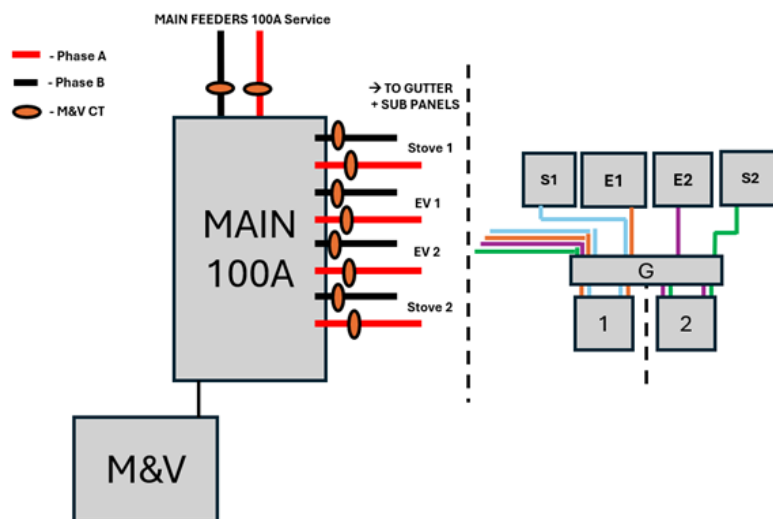 MAIN FEEDERS 100A Service
- Phase A
- Phase B
- M&V CT
→ TO GUTTER
+ SUB PANELS
Stove 1
EV 1
EV 2
Stove 2
MAIN
100A
M&V
S1
E1
E2
S2
G
1
2